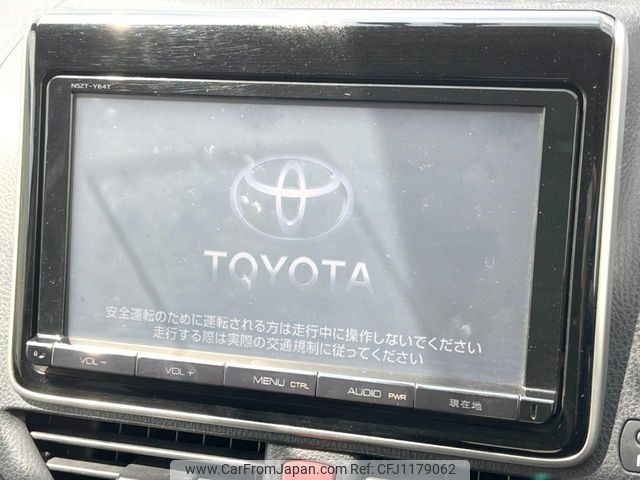 NSZT-Y64T
TOYOTA
安全運転のために運転される方は走行中に操作しないでください
走行する際は実際の交通規制に従ってください
VOL− VOL+ MENU CTRL AUDIO PWR 現在地
www.CarFromJapan.com ref:CFJ1179062